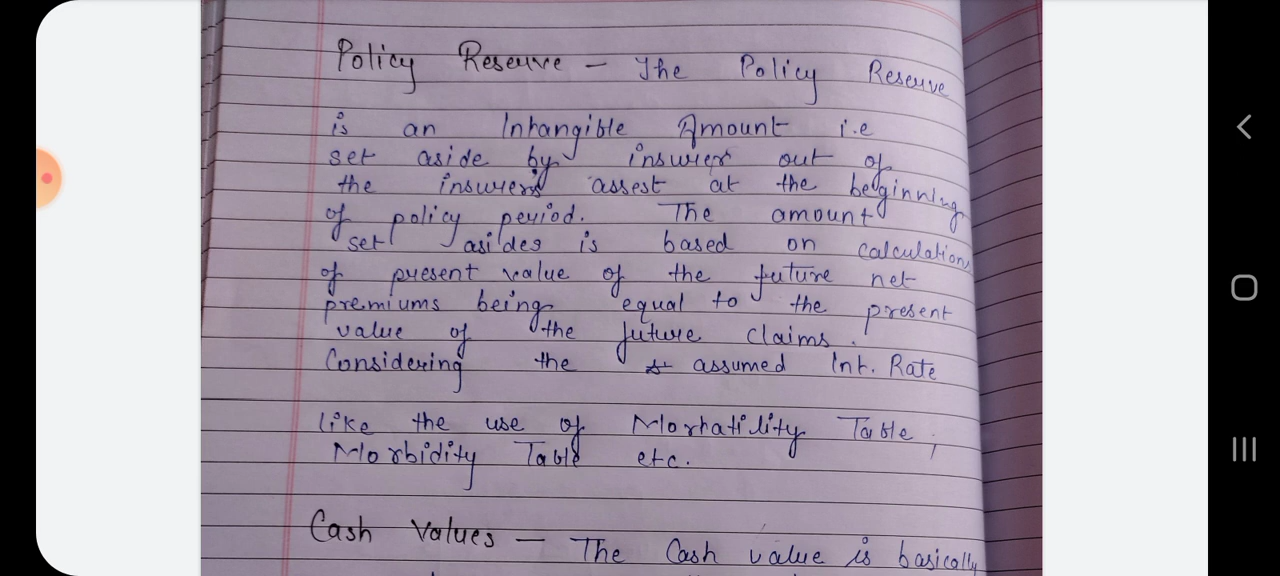 Policy Reserve - The Policy Reserve
is an Inhangible Amount i.e
set aside by insurer out of
the insurers assest at the beginning
of policy period. The amount
set asides is based on calculations
of present value of the future net
premiums being equal to the present
value of the future claims.
Considering the assumed Int. Rate
like the use of Morhatility Table,
Morbidity Table etc.
Cash Values - The Cash value is basically